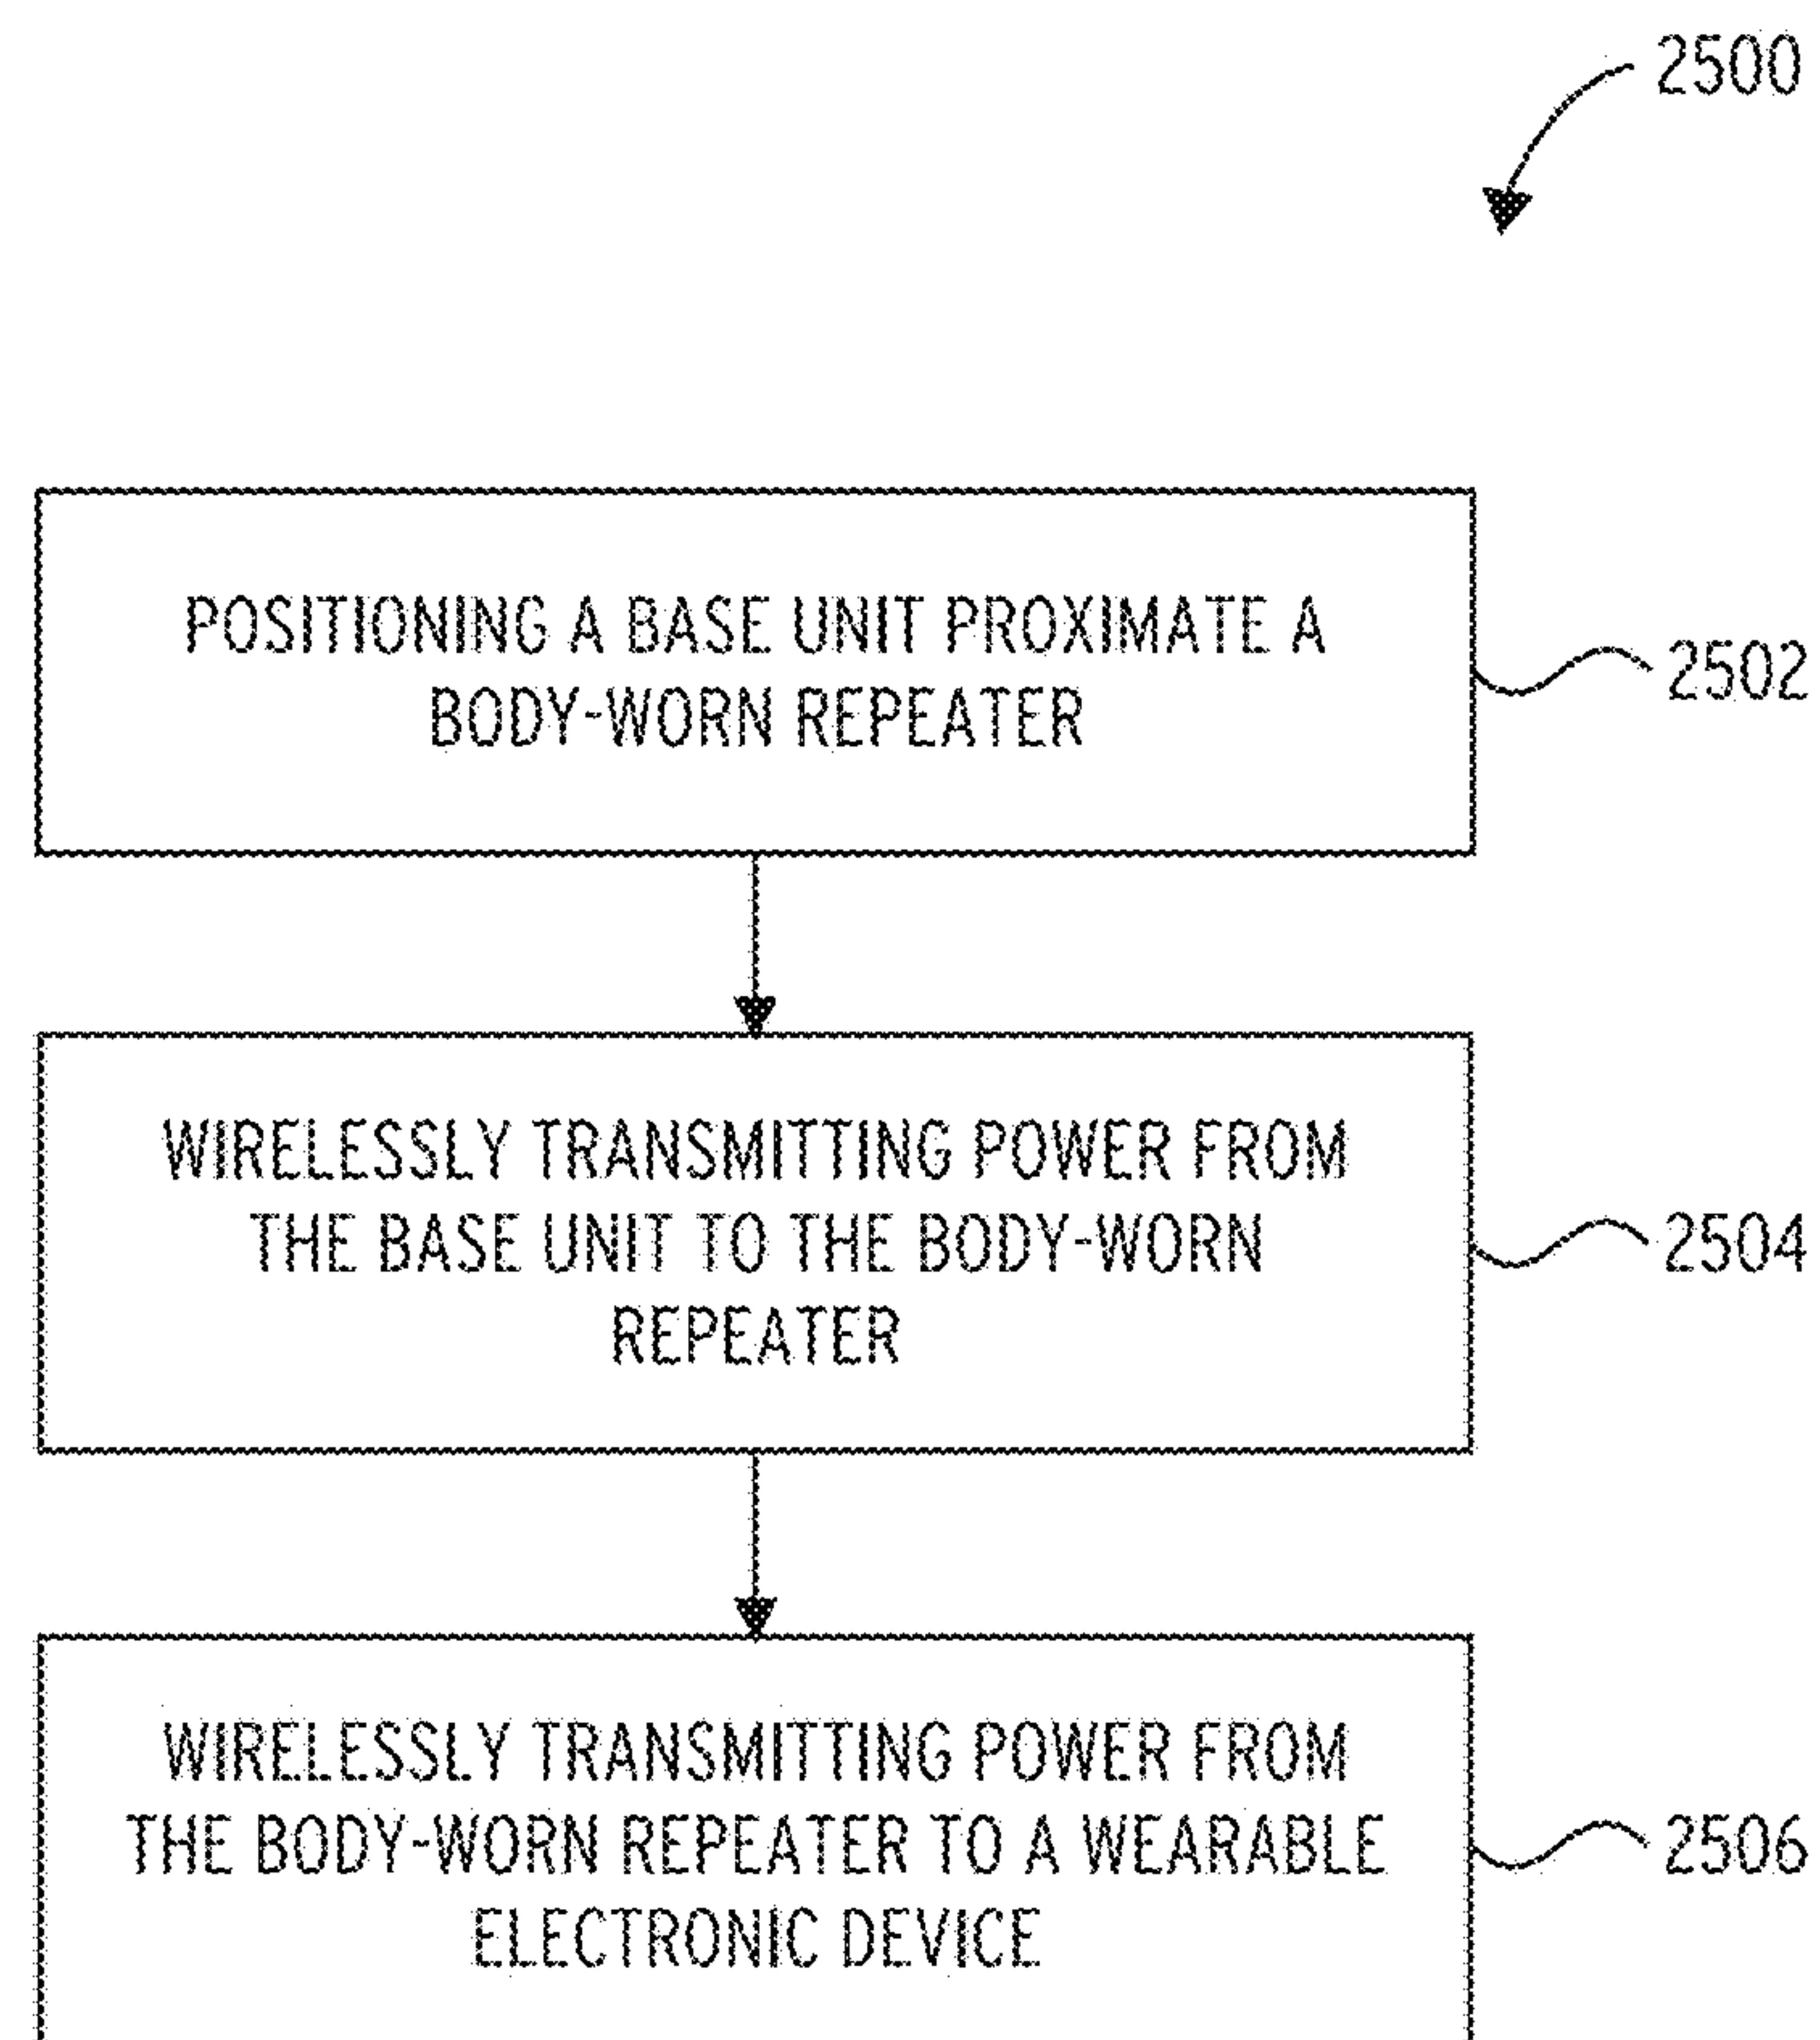 2500
POSITIONING A BASE UNIT PROXIMATE A
BODY-WORN REPEATER
2502
WIRELESSLY TRANSMITTING POWER FROM
THE BASE UNIT TO THE BODY-WORN
REPEATER
2504
WIRELESSLY TRANSMITTING POWER FROM
THE BODY-WORN REPEATER TO A WEARABLE
ELECTRONIC DEVICE
2506